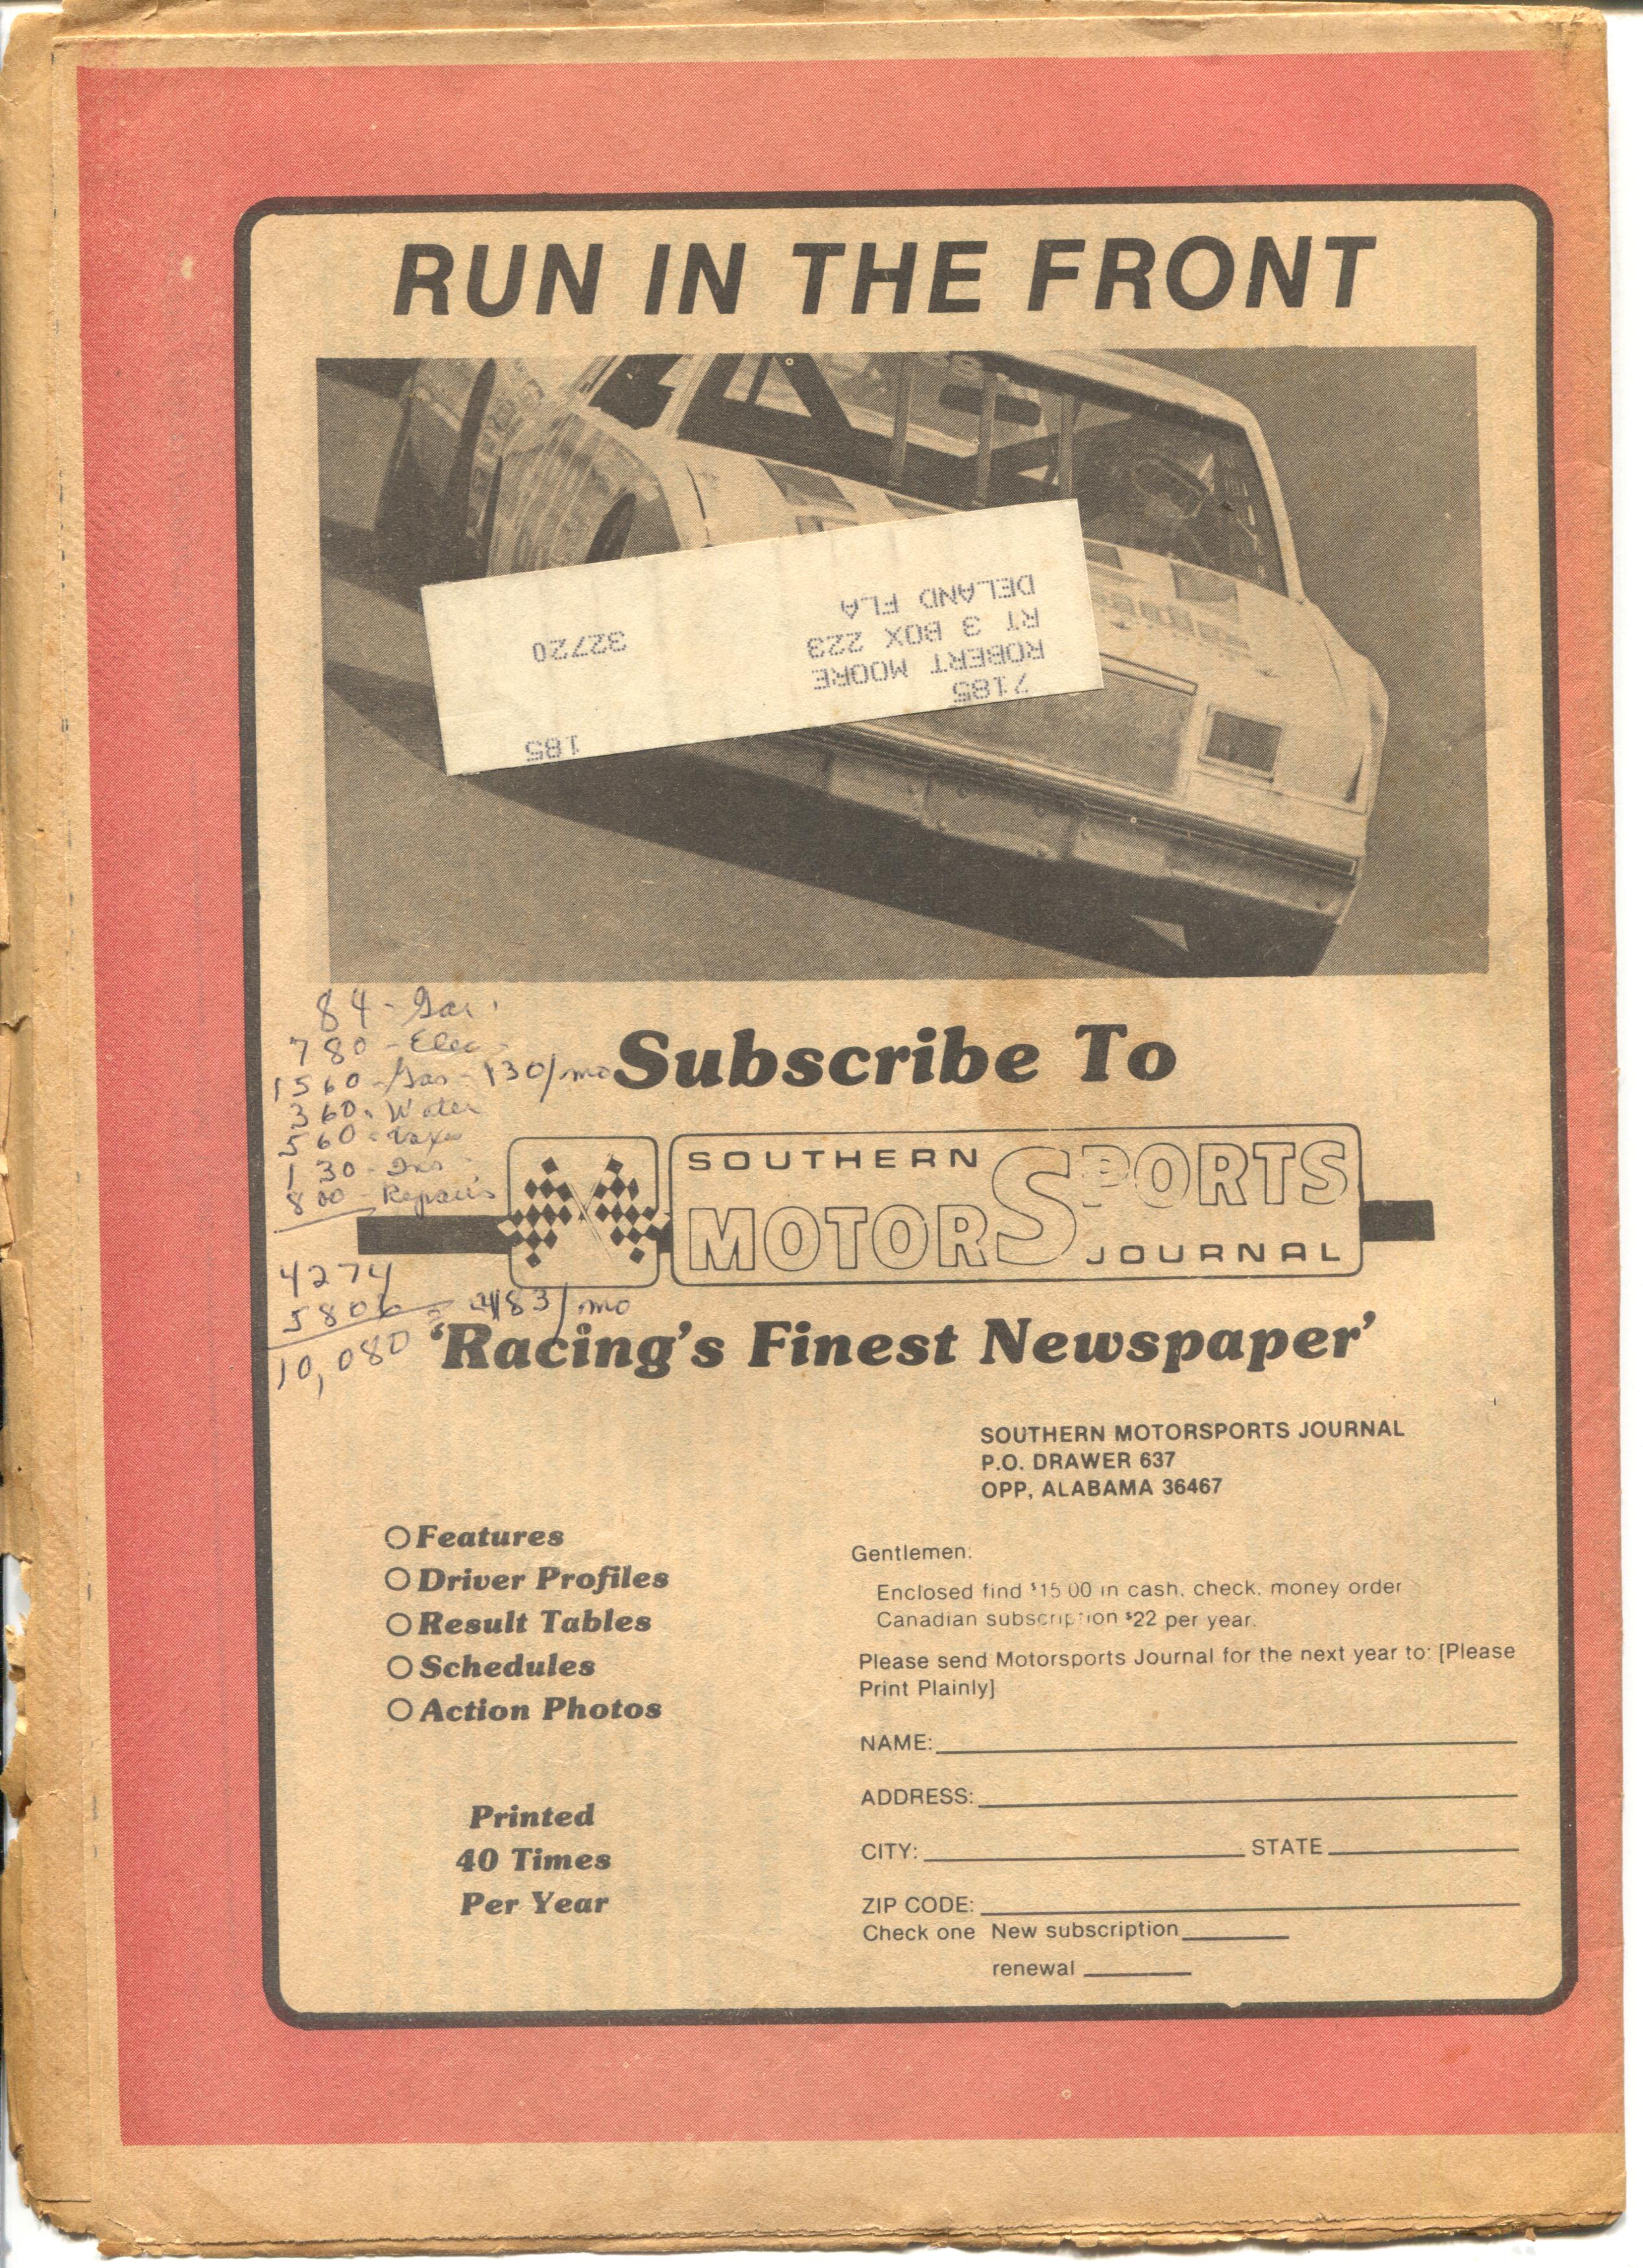 RUN IN THE FRONT
7185
ROBERT MOORE
RT 3 BOX 223
DELAND FLA
32720
185
84 - Gar.
780 - Elec -
1560 - Gas - 130/mo
360 - Water
560 - Taxes
130 - Ins -
800 - Repairs
4274
5806 = 483/mo
10,080
Subscribe To
SOUTHERN
MOTORSPORTS
JOURNAL
'Racing's Finest Newspaper'
SOUTHERN MOTORSPORTS JOURNAL
P.O. DRAWER 637
OPP, ALABAMA 36467
Features
Driver Profiles
Result Tables
Schedules
Action Photos
Printed
40 Times
Per Year
Gentlemen:
Enclosed find $15.00 in cash, check, money order
Canadian subscription $22 per year.
Please send Motorsports Journal for the next year to: [Please
Print Plainly]
NAME:
ADDRESS:
CITY: STATE
ZIP CODE:
Check one New subscription
renewal